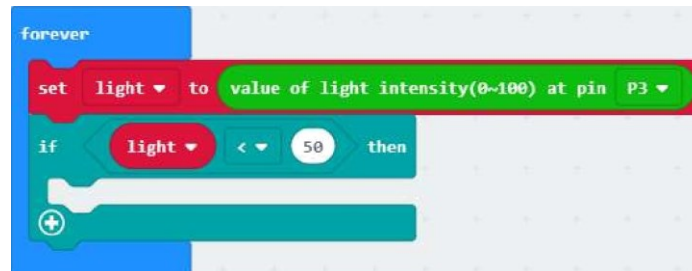 forever
set light to value of light intensity(0~100) at pin P3
if light < 50 then